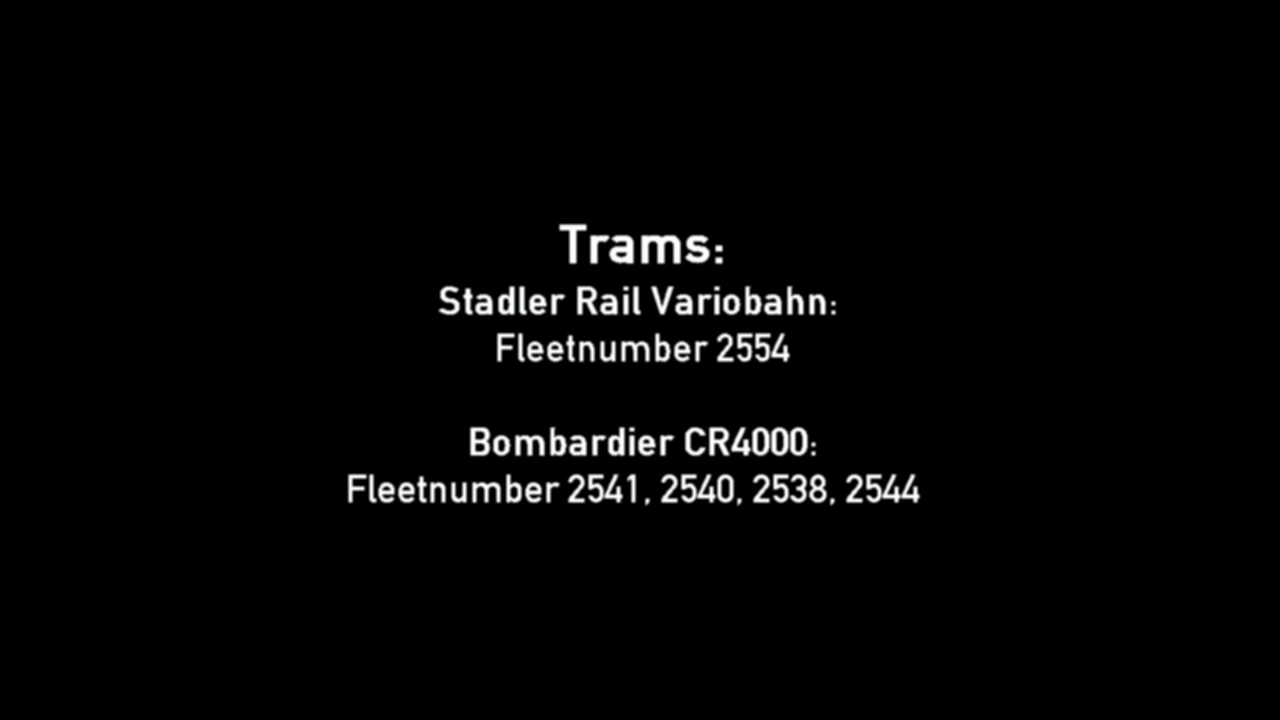 Trams:
Stadler Rail Variobahn:
Fleetnumber 2554
Bombardier CR4000:
Fleetnumber 2541, 2540, 2538, 2544